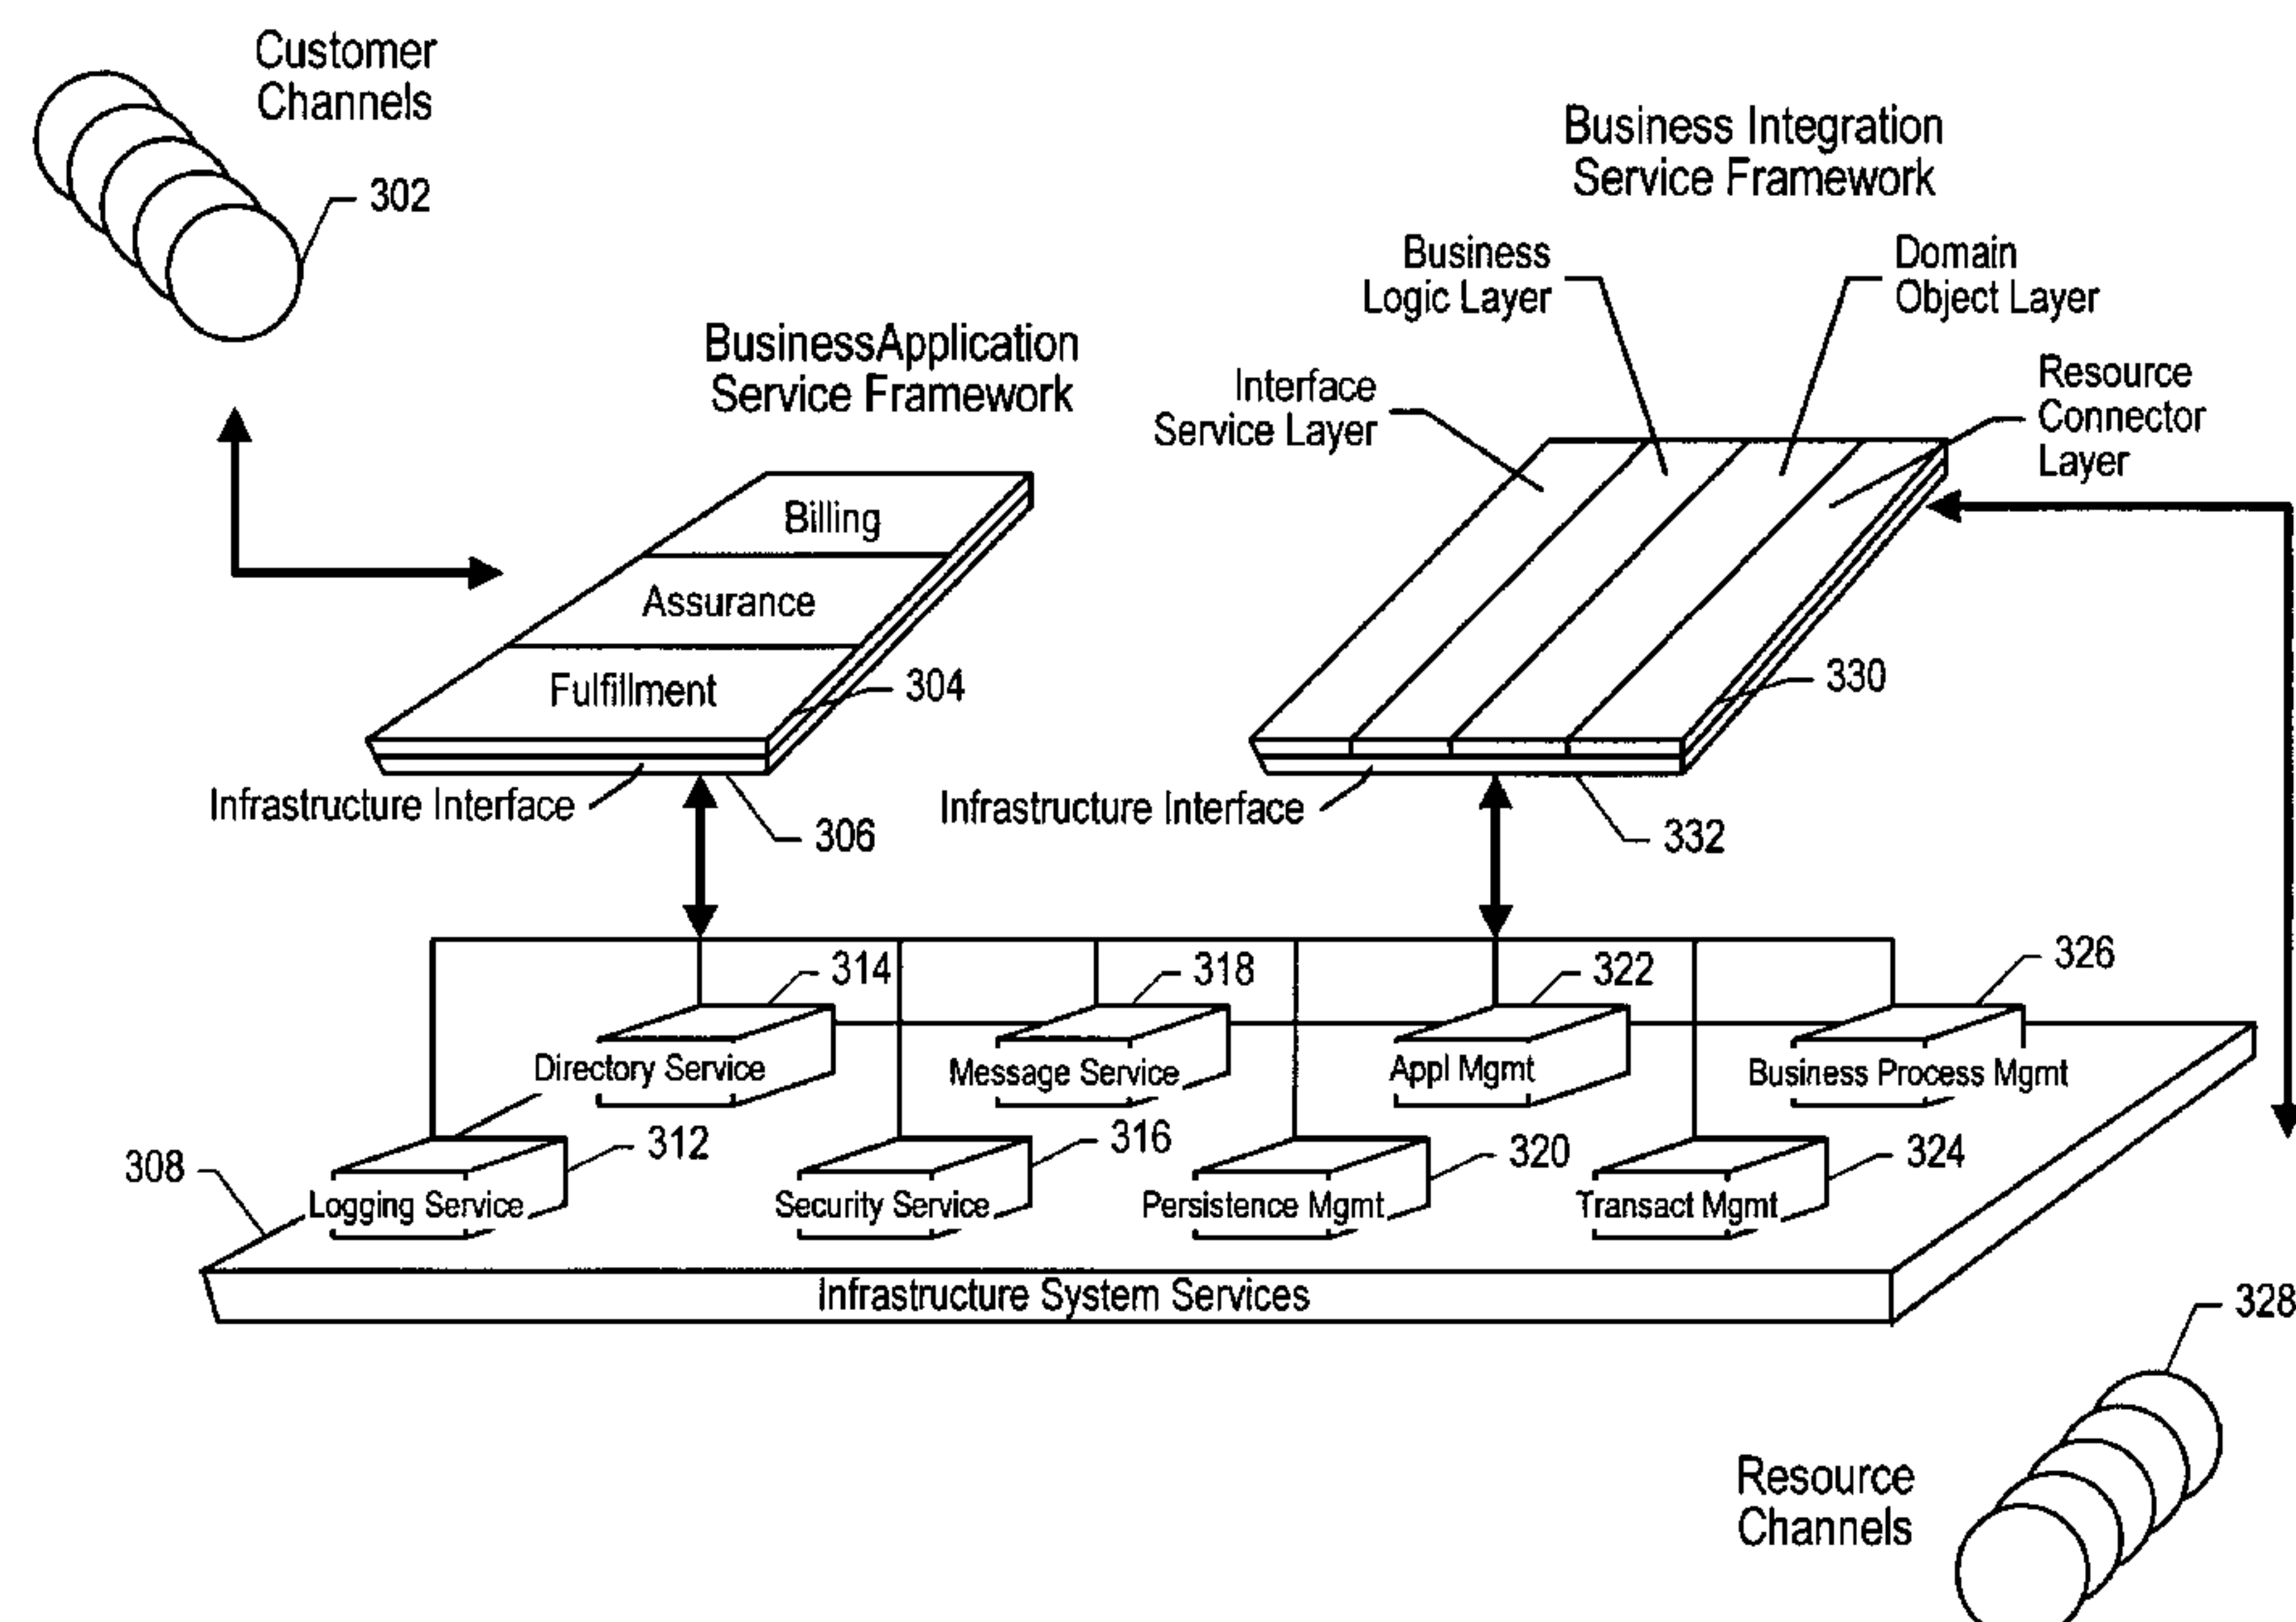 Customer
Channels
302
Business Integration
Service Framework
Business
Logic Layer
Domain
Object Layer
BusinessApplication
Service Framework
Interface
Service Layer
Resource
Connector
Layer
Billing
Assurance
Fulfillment
304
330
Infrastructure Interface
306
Infrastructure Interface
332
314
318
322
326
Directory Service
Message Service
Appl Mgmt
Business Process Mgmt
308
312
316
320
324
Logging Service
Security Service
Persistence Mgmt
Transact Mgmt
Infrastructure System Services
328
Resource
Channels